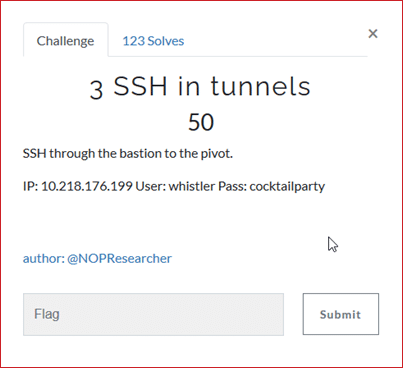 Challenge
123 Solves
×
3 SSH in tunnels
50
SSH through the bastion to the pivot.
IP: 10.218.176.199 User: whistler Pass: cocktailparty
author: @NOPResearcher
Flag
Submit